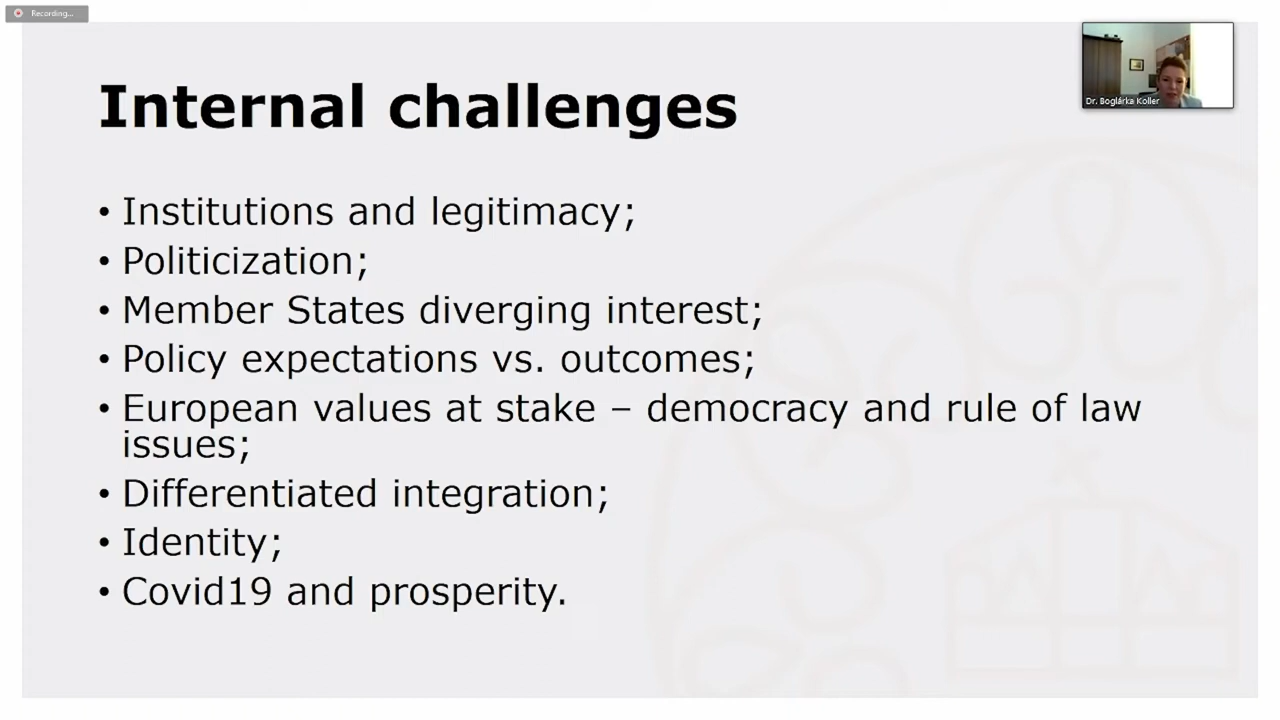 Recording...
Dr. Boglárka Koller
Internal challenges
• Institutions and legitimacy;
• Politicization;
• Member States diverging interest;
• Policy expectations vs. outcomes;
• European values at stake – democracy and rule of law
issues;
• Differentiated integration;
• Identity;
• Covid19 and prosperity.